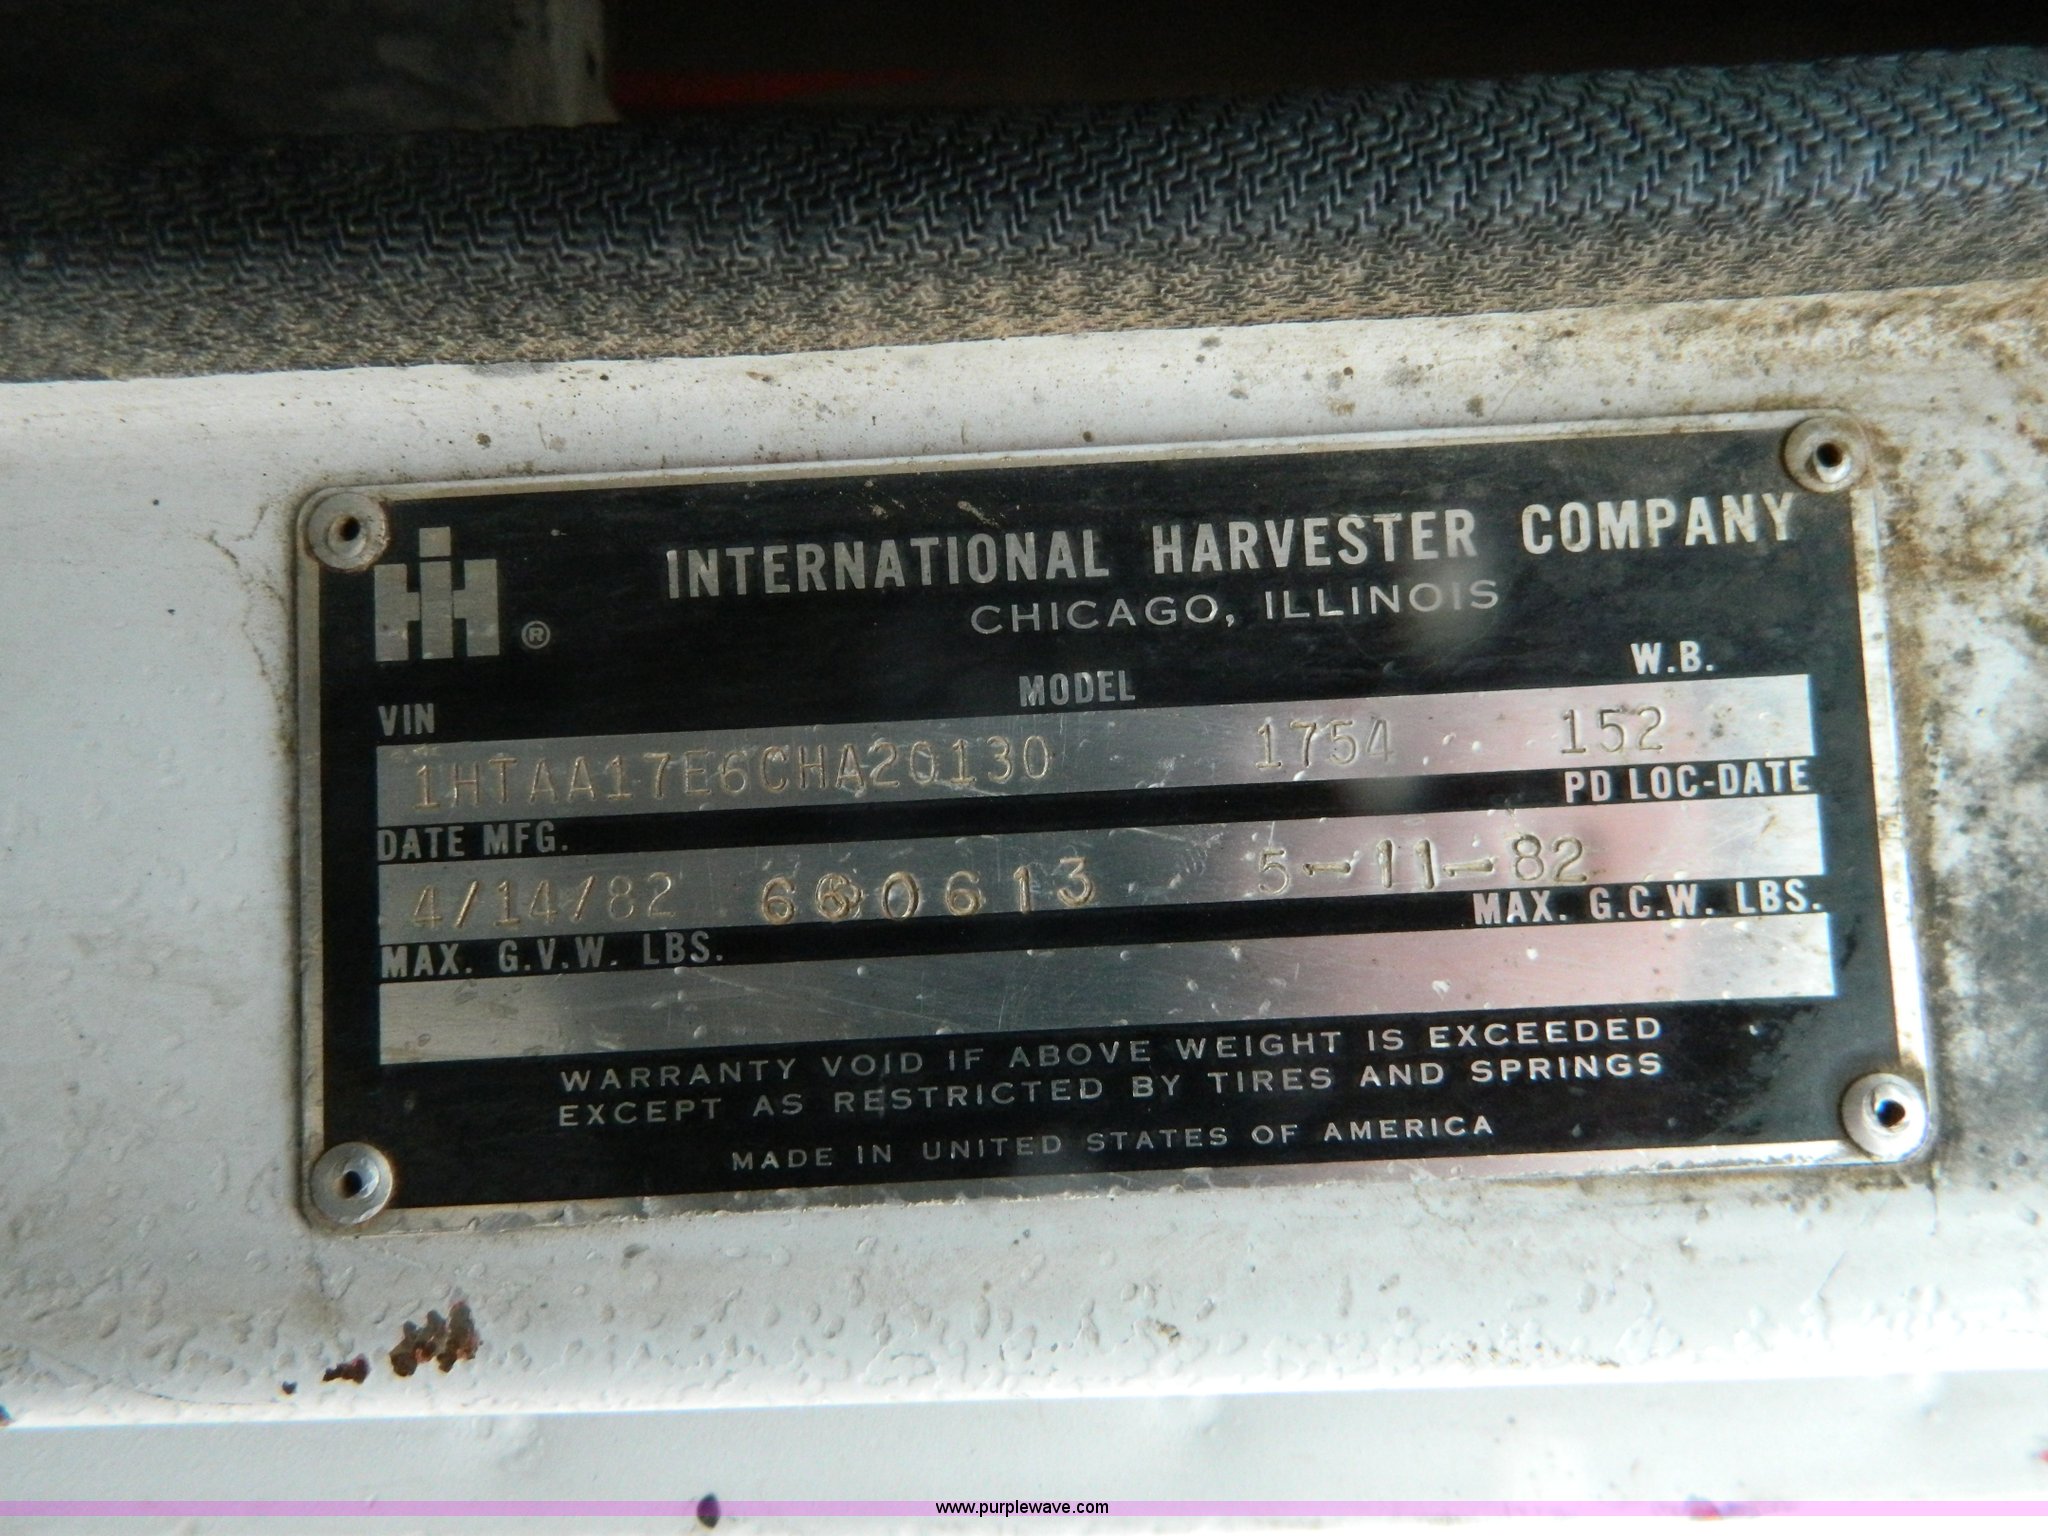 IH ®
INTERNATIONAL HARVESTER COMPANY
CHICAGO, ILLINOIS
VIN MODEL W.B.
1HTAA17E6CHA20130 1754 152
DATE MFG. PD LOC-DATE
4/14/82 5-11-82
MAX. G.V.W. LBS. MAX. G.C.W. LBS.
WARRANTY VOID IF ABOVE WEIGHT IS EXCEEDED
EXCEPT AS RESTRICTED BY TIRES AND SPRINGS
MADE IN UNITED STATES OF AMERICA
www.purplewave.com